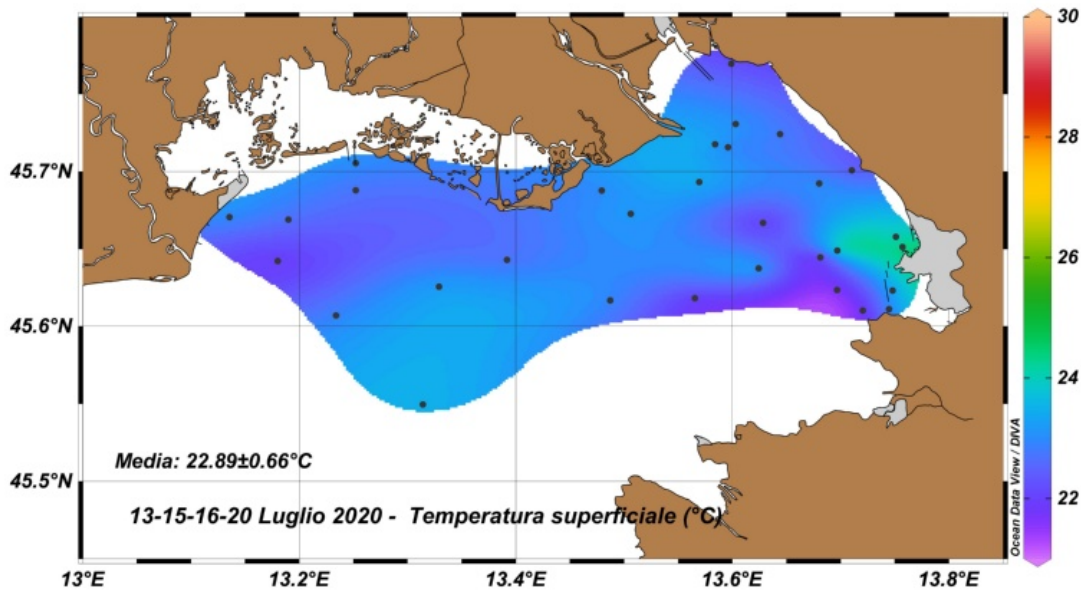 30
28
26
24
22
45.7°N
45.6°N
45.5°N
Media: 22.89±0.66°C
13-15-16-20 Luglio 2020 - Temperatura superficiale (°C)
Ocean Data View / DIVA
13°E
13.2°E
13.4°E
13.6°E
13.8°E